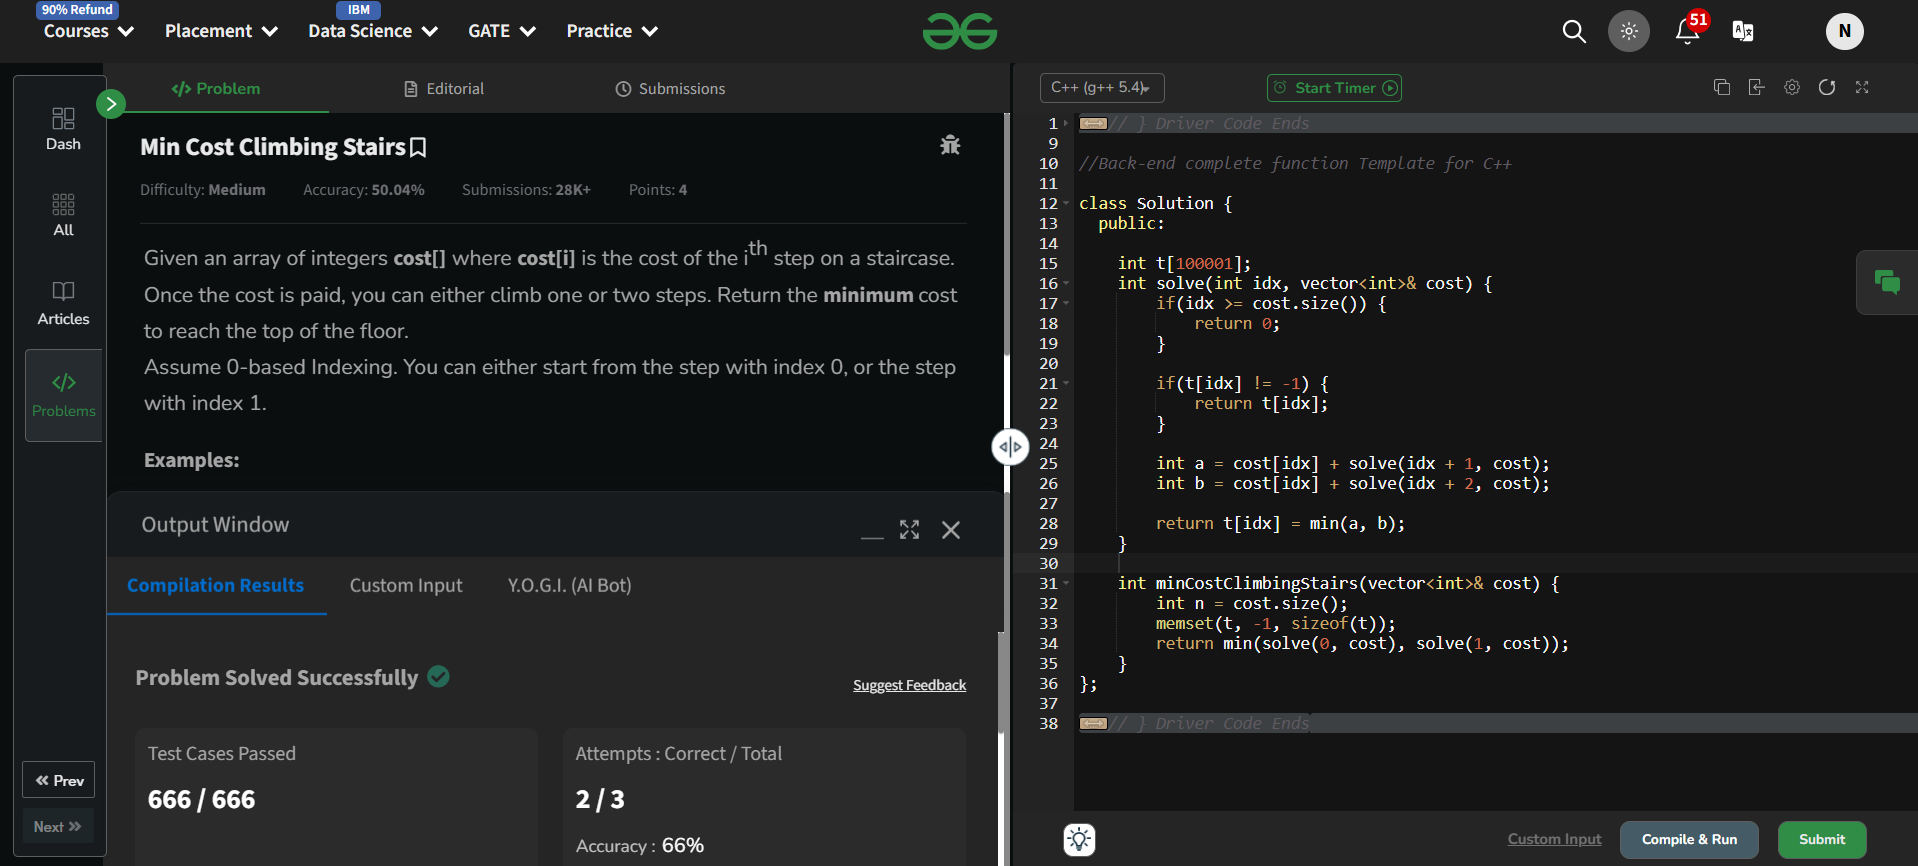 90% Refund
IBM
Courses
Placement
Data Science
GATE
Practice
51
N
Dash
All
Articles
Problems
Prev
Next
Problem
Editorial
Submissions
Min Cost Climbing Stairs
Difficulty: Medium
Accuracy: 50.04%
Submissions: 28K+
Points: 4
Given an array of integers cost[] where cost[i] is the cost of the ith step on a staircase.
Once the cost is paid, you can either climb one or two steps. Return the minimum cost
to reach the top of the floor.
Assume 0-based Indexing. You can either start from the step with index 0, or the step
with index 1.
Examples:
Output Window
Compilation Results
Custom Input
Y.O.G.I. (AI Bot)
Problem Solved Successfully
Suggest Feedback
Test Cases Passed
666 / 666
Attempts : Correct / Total
2 / 3
Accuracy : 66%
C++ (g++ 5.4)
Start Timer
1 // } Driver Code Ends
9
10 //Back-end complete function Template for C++
11
12 class Solution {
13 public:
14
15 int t[100001];
16 int solve(int idx, vector<int>& cost) {
17 if(idx >= cost.size()) {
18 return 0;
19 }
20
21 if(t[idx] != -1) {
22 return t[idx];
23 }
24
25 int a = cost[idx] + solve(idx + 1, cost);
26 int b = cost[idx] + solve(idx + 2, cost);
27
28 return t[idx] = min(a, b);
29 }
30
31 int minCostClimbingStairs(vector<int>& cost) {
32 int n = cost.size();
33 memset(t, -1, sizeof(t));
34 return min(solve(0, cost), solve(1, cost));
35 }
36 };
37
38 // } Driver Code Ends
Custom Input
Compile & Run
Submit